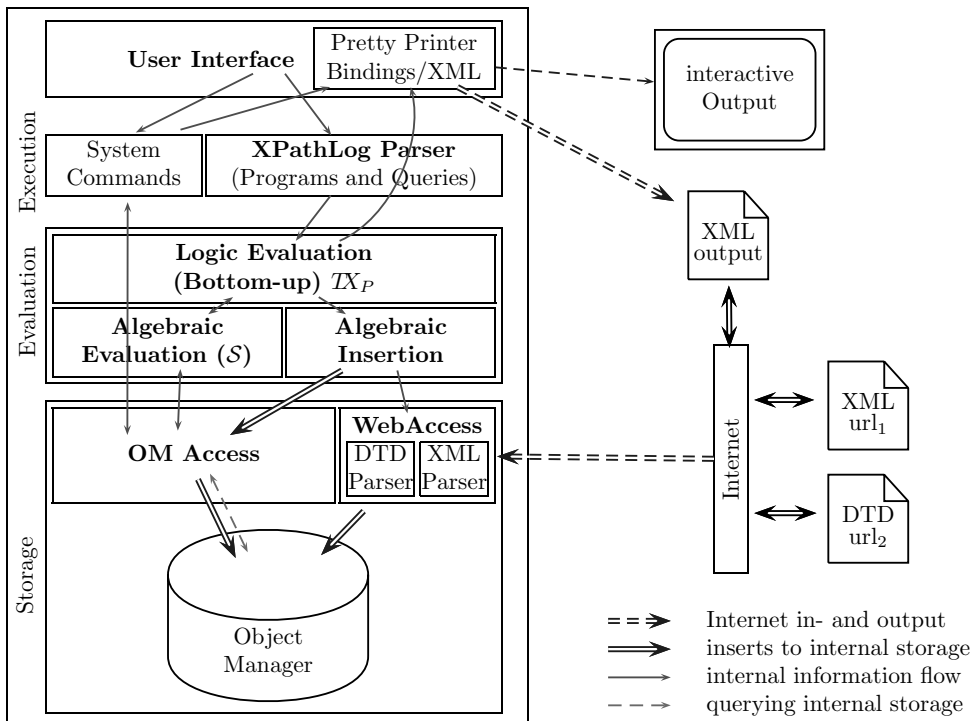 User Interface
Pretty Printer
Bindings/XML
interactive
Output
Execution
System
Commands
XPathLog Parser
(Programs and Queries)
XML
output
Evaluation
Logic Evaluation
(Bottom-up) TX_P
Algebraic
Evaluation (𝒮)
Algebraic
Insertion
Internet
XML
url₁
Storage
OM Access
WebAccess
DTD
Parser
XML
Parser
DTD
url₂
Object
Manager
Internet in- and output
inserts to internal storage
internal information flow
querying internal storage